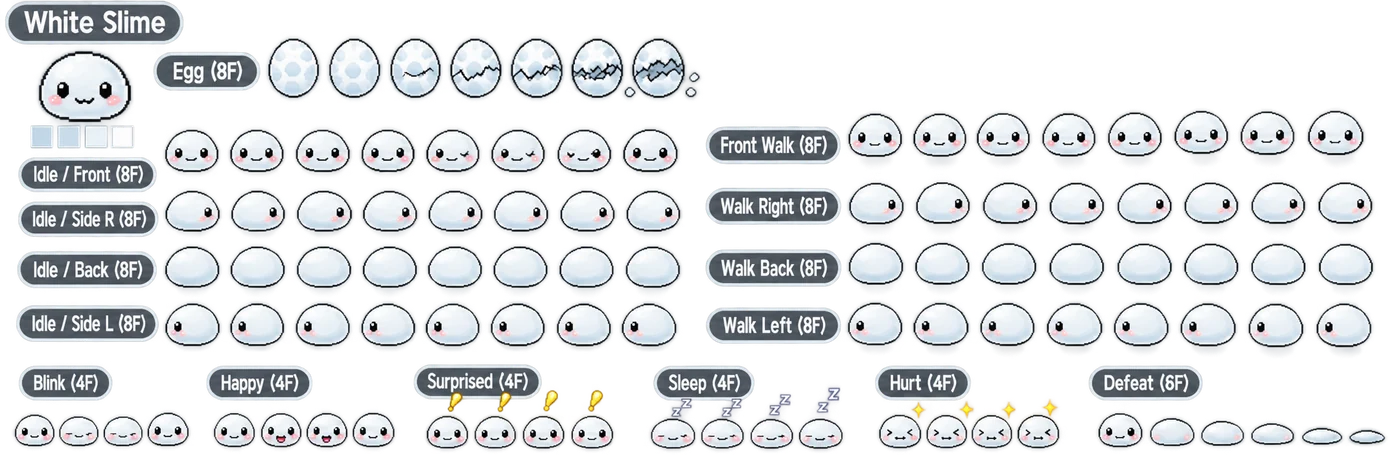 White Slime
Egg (8F)
Idle / Front (8F)
Idle / Side R (8F)
Idle / Back (8F)
Idle / Side L (8F)
Front Walk (8F)
Walk Right (8F)
Walk Back (8F)
Walk Left (8F)
Blink (4F)
Happy (4F)
Surprised (4F)
Sleep (4F)
Hurt (4F)
Defeat (6F)
! ! ! !
Z Z Z Z Z Z Z Z